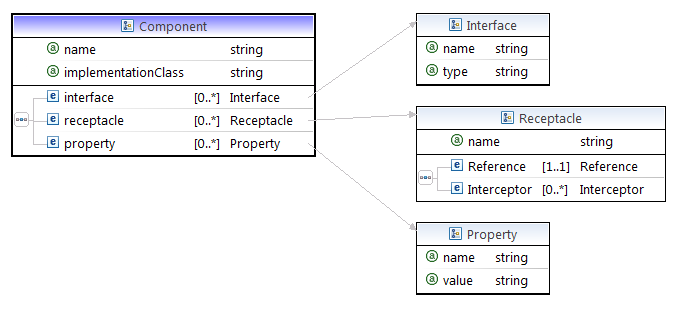 Component
name string
implementationClass string
interface [0..*] Interface
receptacle [0..*] Receptacle
property [0..*] Property
Interface
name string
type string
Receptacle
name string
Reference [1..1] Reference
Interceptor [0..*] Interceptor
Property
name string
value string